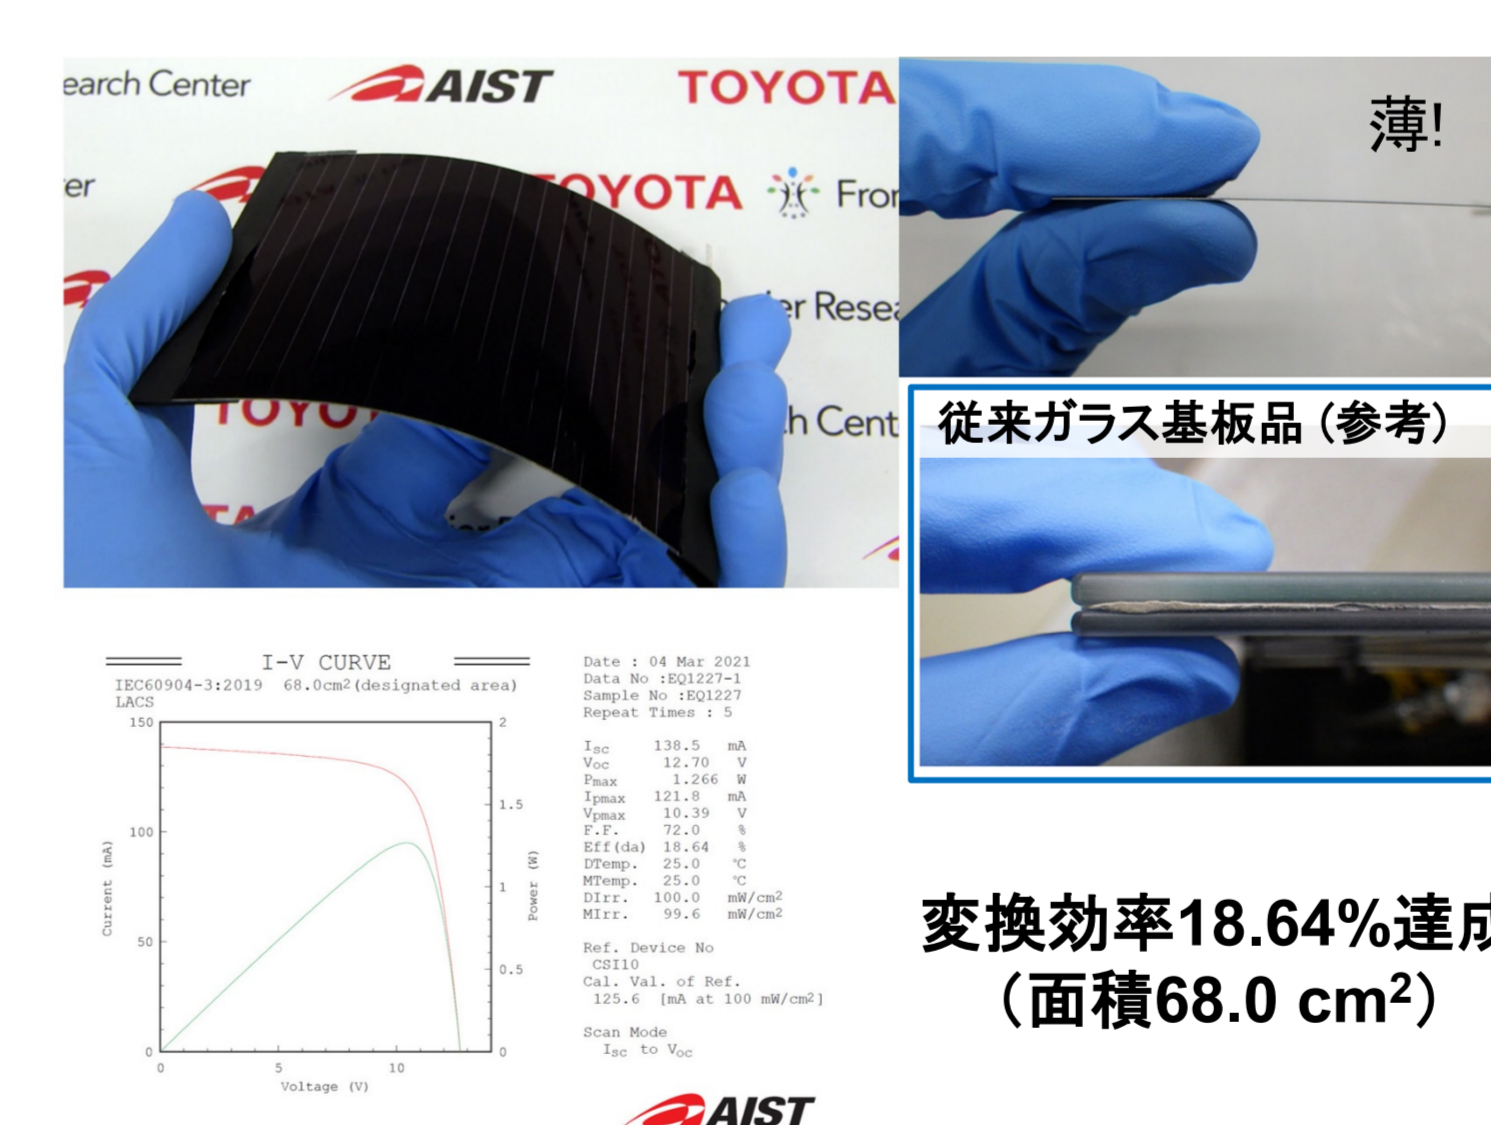 earch Center AIST TOYOTA
er OYOTA Fron
er Resea
TOYO h Cent
TA
薄!
従来ガラス基板品（参考）
I-V CURVE
IEC60904-3:2019 68.0cm2(designated area)
LACS
150
100
50
0
Current (mA)
2
1.5
1
0.5
0
Power (W)
0 5 10
Voltage (V)
Date : 04 Mar 2021
Data No :EQ1227-1
Sample No :EQ1227
Repeat Times : 5
Isc 138.5 mA
Voc 12.70 V
Pmax 1.266 W
Ipmax 121.8 mA
Vpmax 10.39 V
F.F. 72.0 %
Eff(da) 18.64 %
DTemp. 25.0 ℃
MTemp. 25.0 ℃
DIrr. 100.0 mW/cm2
MIrr. 99.6 mW/cm2
Ref. Device No
CSI10
Cal. Val. of Ref.
125.6 [mA at 100 mW/cm2]
Scan Mode
Isc to Voc
変換効率18.64%達成
（面積68.0 cm2）
AIST